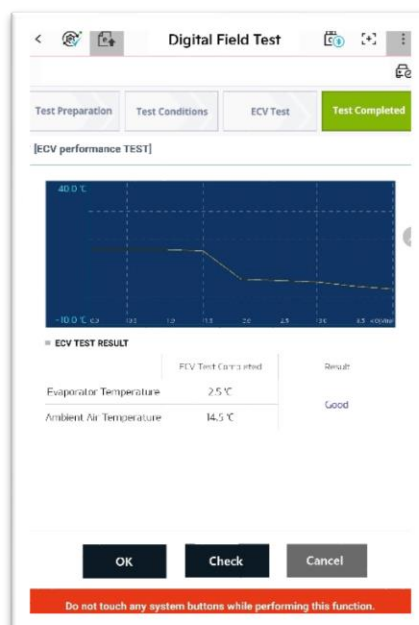 Digital Field Test
Test Preparation
Test Conditions
ECV Test
Test Completed
[ECV performance TEST]
40.0 ℃
-10.0 ℃ 0.0
ECV TEST RESULT
ECV Test Completed Result
Evaporator Temperature 2.5 ℃
Good
Ambient Air Temperature 14.5 ℃
OK Check Cancel
Do not touch any system buttons while performing this function.